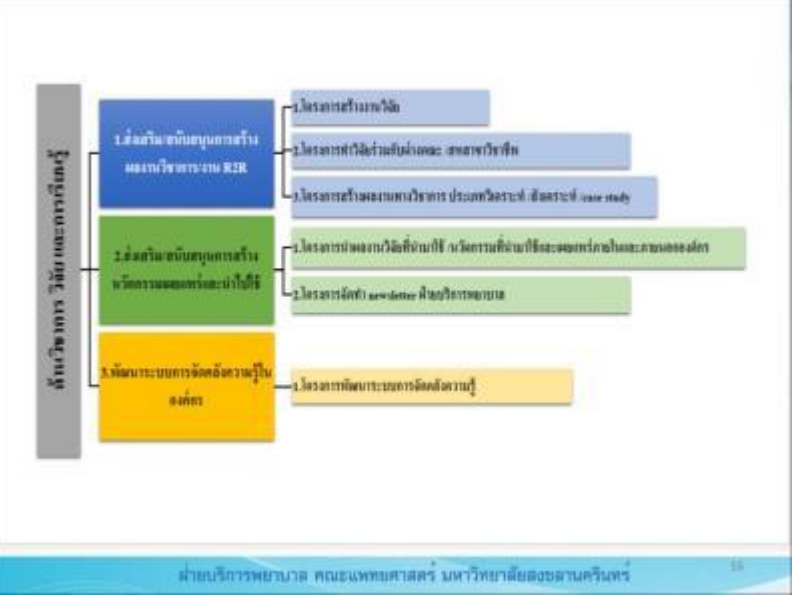 ด้านวิชาการ วิจัย และการเรียนรู้
1.ส่งเสริม/สนับสนุนการสร้าง
ผลงานวิชาการ/งาน R2R
1.โครงการสร้างงานวิจัย
2.โครงการทำวิจัยร่วมกับต่างคณะ /สหสาขาวิชาชีพ
3.โครงการสร้างผลงานทางวิชาการ ประเภทวิเคราะห์ /สังเคราะห์ /case study
2.ส่งเสริม/สนับสนุนการสร้าง
นวัตกรรมเผยแพร่และนำไปใช้
1.โครงการนำผลงานวิจัยที่นำมาใช้ /นวัตกรรมที่นำมาใช้และเผยแพร่ภายในและภายนอกองค์กร
2.โครงการจัดทำ newsletter ฝ่ายบริการพยาบาล
3.พัฒนาระบบการจัดคลังความรู้ใน
องค์กร
1.โครงการพัฒนาระบบการจัดคลังความรู้
ฝ่ายบริการพยาบาล คณะแพทยศาสตร์ มหาวิทยาลัยสงขลานครินทร์